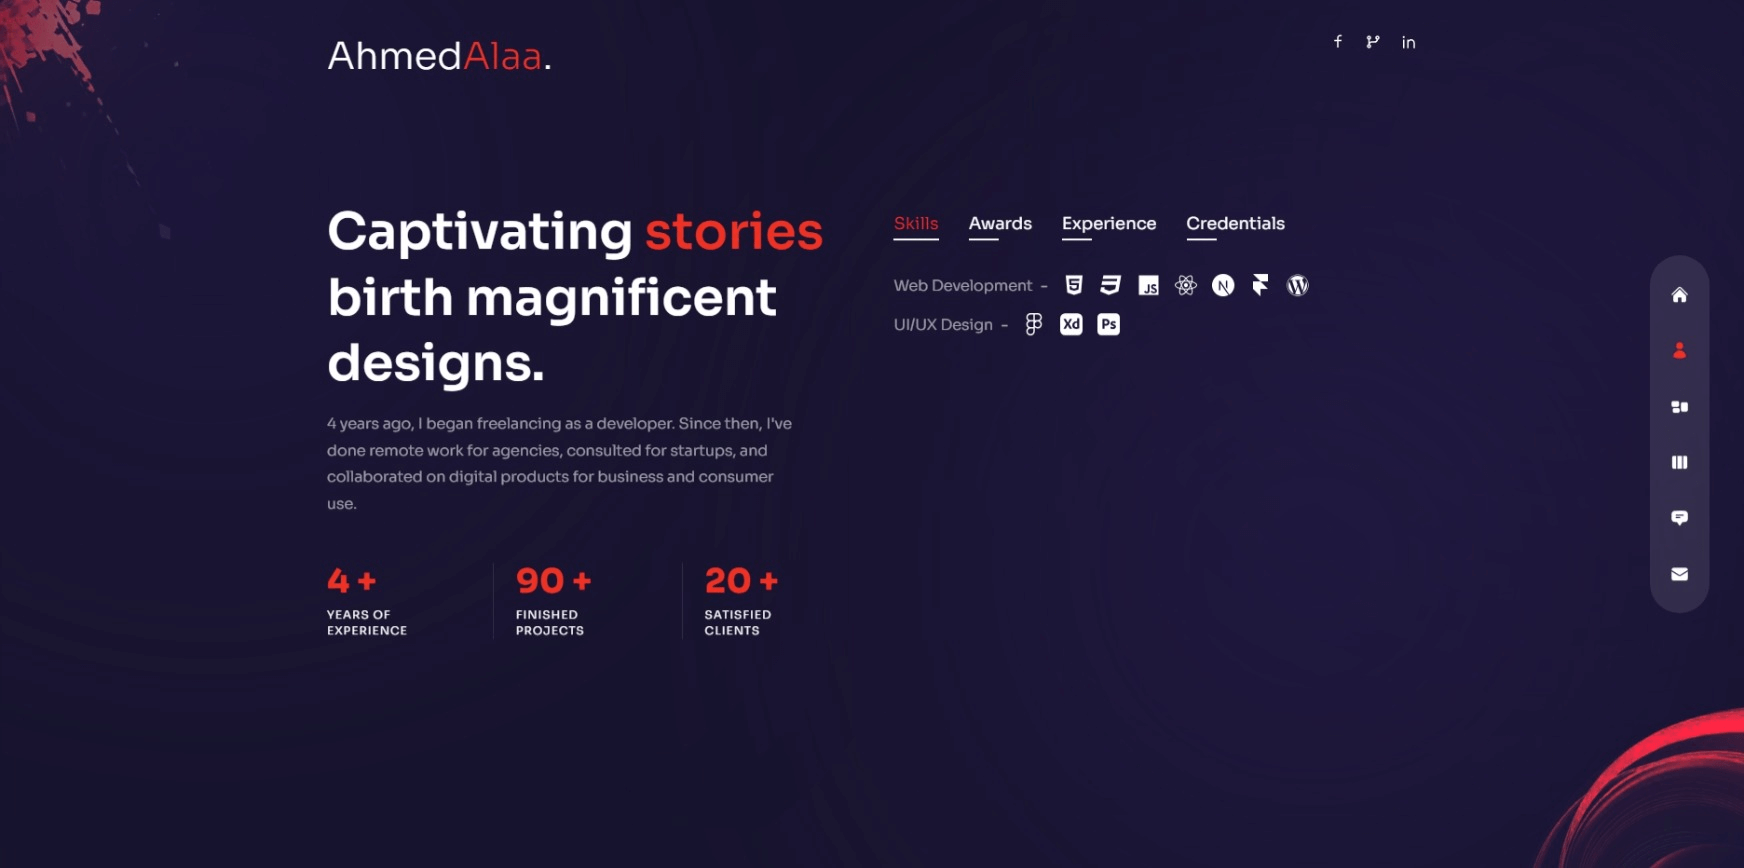 AhmedAlaa.
f in
Captivating stories
birth magnificent
designs.
4 years ago, I began freelancing as a developer. Since then, I've
done remote work for agencies, consulted for startups, and
collaborated on digital products for business and consumer
use.
4 +
YEARS OF
EXPERIENCE
90 +
FINISHED
PROJECTS
20 +
SATISFIED
CLIENTS
Skills Awards Experience Credentials
Web Development - 5 3 JS N W
UI/UX Design - Xd Ps